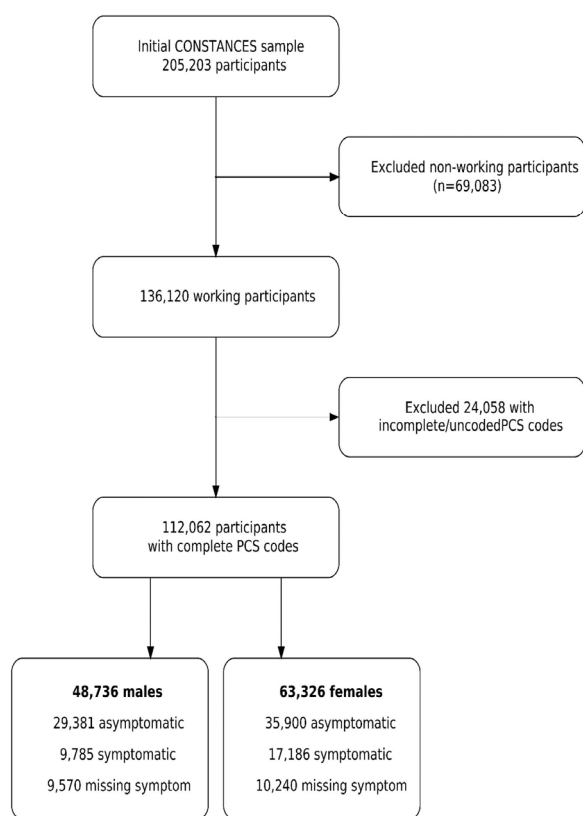 Initial CONSTANCES sample
205,203 participants
Excluded non-working participants
(n=69,083)
136,120 working participants
Excluded 24,058 with
incomplete/uncodedPCS codes
112,062 participants
with complete PCS codes
48,736 males
29,381 asymptomatic
9,785 symptomatic
9,570 missing symptom
63,326 females
35,900 asymptomatic
17,186 symptomatic
10,240 missing symptom